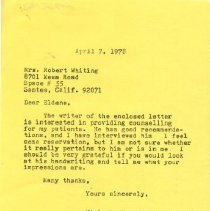 April 7, 1978
Mrs. Robert Whiting
8701 Mesa Road
Space # 55
Santee, Calif. 92071
Dear Eldene,
The writer of the enclosed letter
is interested in providing counselling
for my patients. He has good recommenda-
tions, and I have interviewed him. I feel
some reservation, but I am not sure whether
it really pertains to him or is in me
should be very grateful if you would look
at his handwriting and tell me what your
impressions are.
Many thanks,
Yours sincerely,